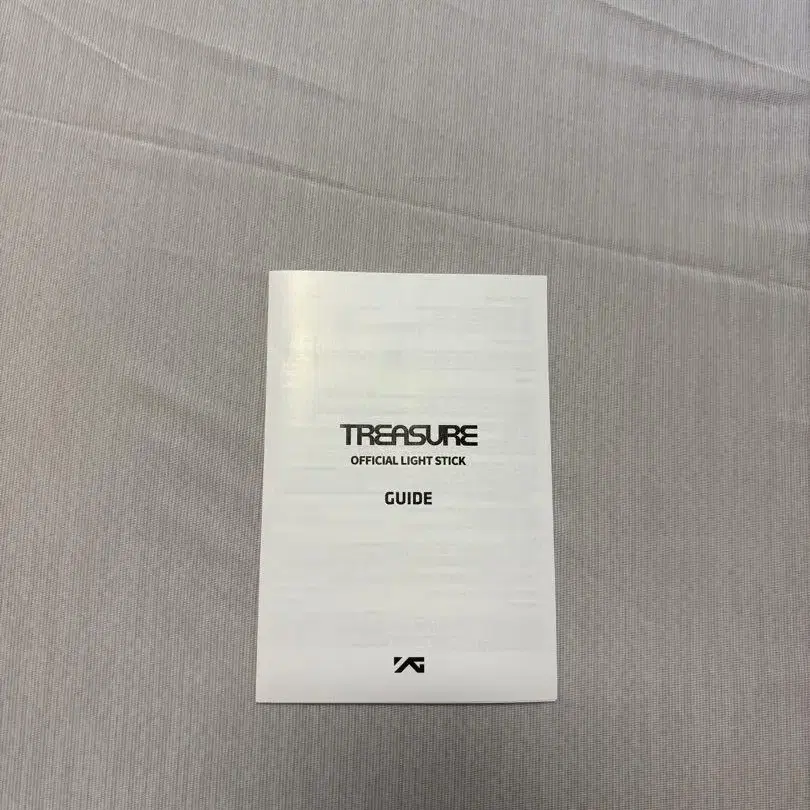 TREASURE
OFFICIAL LIGHT STICK
GUIDE
YG